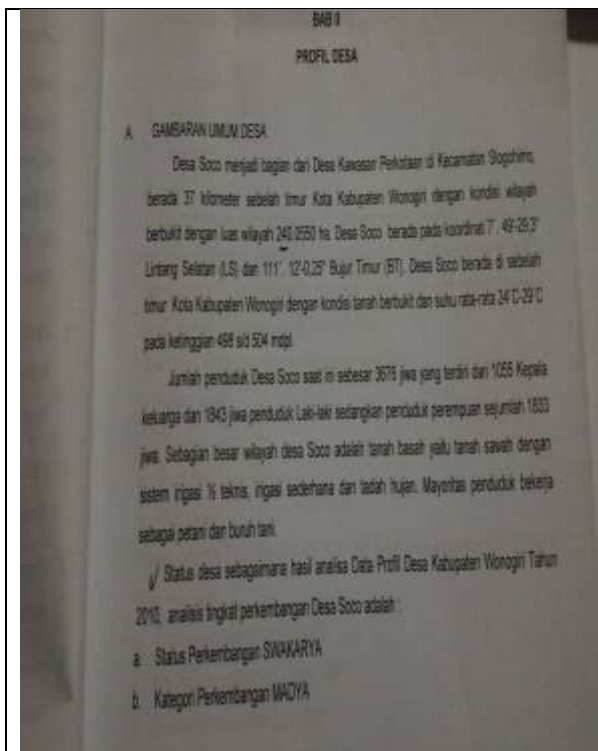 BAB II
PROFIL DESA
A. GAMBARAN UMUM DESA
Desa Soco menjadi bagian dari Desa Kawasan Perkotaan di Kecamatan Slogohimo,
berada 37 kilometer sebelah timur Kota Kabupaten Wonogiri dengan kondisi wilayah
berbukit dengan luas wilayah 240.0550 ha. Desa Soco berada pada koordinat 7°, 49'-29,3"
Lintang Selatan (LS) dan 111°, 12'-0,25" Bujur Timur (BT). Desa Soco berada di sebelah
timur Kota Kabupaten Wonogiri dengan kondisi tanah berbukit dan suhu rata-rata 24°C-29°C
pada ketinggian 498 s/d 504 mdpl.
Jumlah penduduk Desa Soco saat ini sebesar 3676 jiwa yang terdiri dari 1056 Kepala
keluarga dan 1843 jiwa penduduk Laki-laki sedangkan penduduk perempuan sejumlah 1833
jiwa. Sebagian besar wilayah desa Soco adalah tanah basah yaitu tanah sawah dengan
sistem irigasi ½ teknis, irigasi sederhana dan tadah hujan. Mayoritas penduduk bekerja
sebagai petani dan buruh tani.
Status desa sebagaimana hasil analisa Data Profil Desa Kabupaten Wonogiri Tahun
2010, analisis tingkat perkembangan Desa Soco adalah :
a. Status Perkembangan SWAKARYA
b. Kategori Perkembangan MADYA